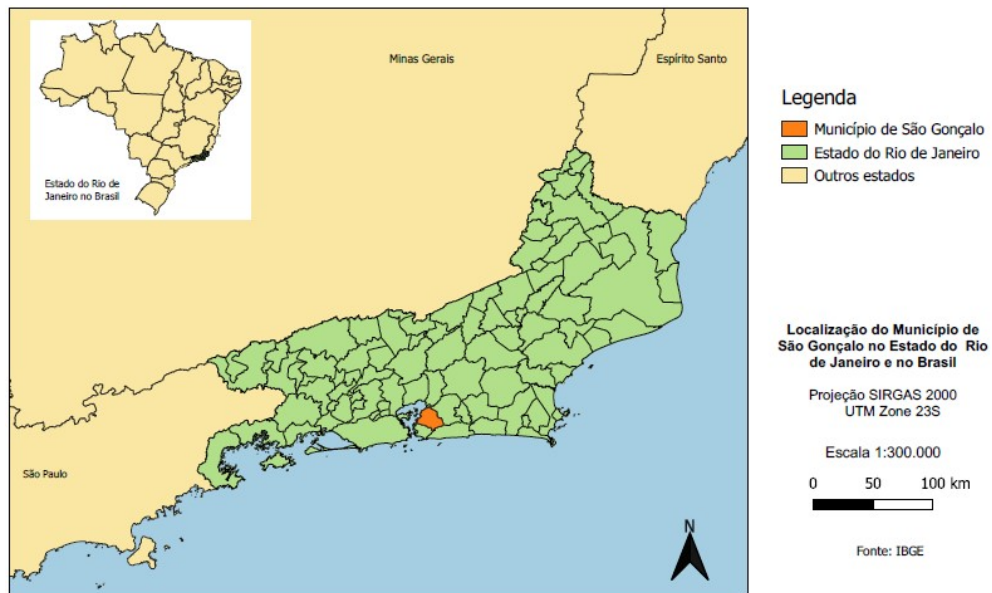 Minas Gerais
Espírito Santo
Estado do Rio de
Janeiro no Brasil
São Paulo
N
Legenda
Município de São Gonçalo
Estado do Rio de Janeiro
Outros estados
Localização do Município de
São Gonçalo no Estado do Rio
de Janeiro e no Brasil
Projeção SIRGAS 2000
UTM Zone 23S
Escala 1:300.000
0 50 100 km
Fonte: IBGE